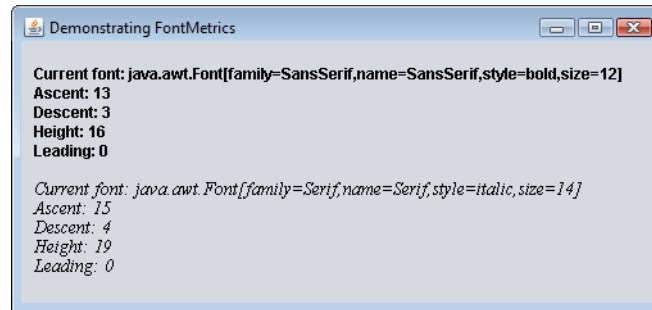 Demonstrating FontMetrics
Current font: java.awt.Font[family=SansSerif,name=SansSerif,style=bold,size=12]
Ascent: 13
Descent: 3
Height: 16
Leading: 0
Current font: java.awt.Font[family=Serif,name=Serif,style=italic,size=14]
Ascent: 15
Descent: 4
Height: 19
Leading: 0